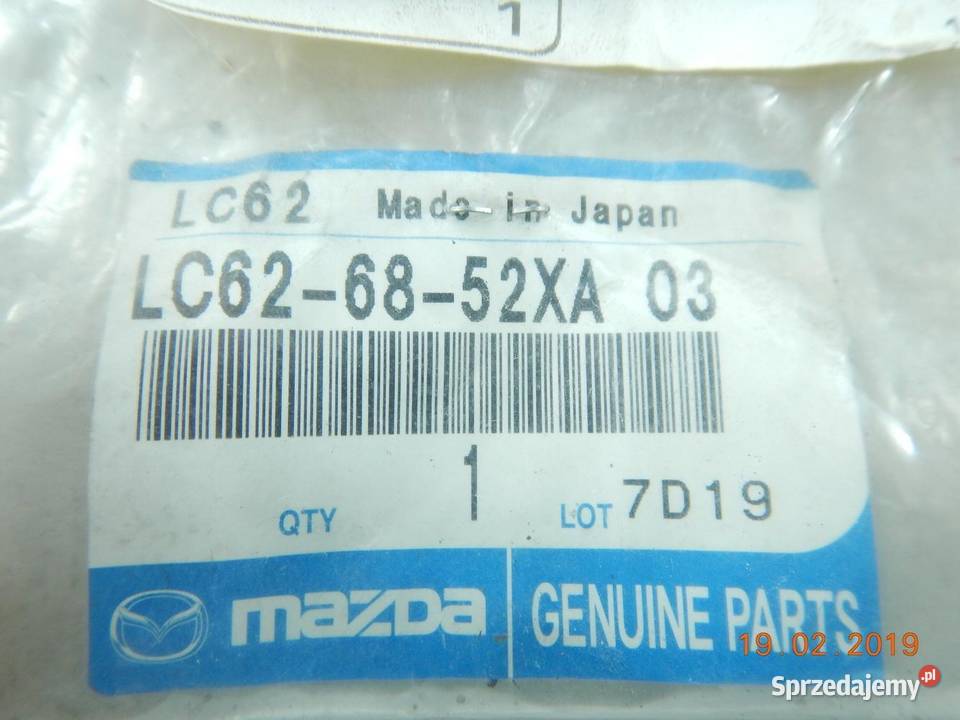 1
LC62 Made in Japan
LC62-68-52XA 03
QTY 1 LOT 7D19
mazda GENUINE PARTS
19.02.2019
Sprzedajemy.pl